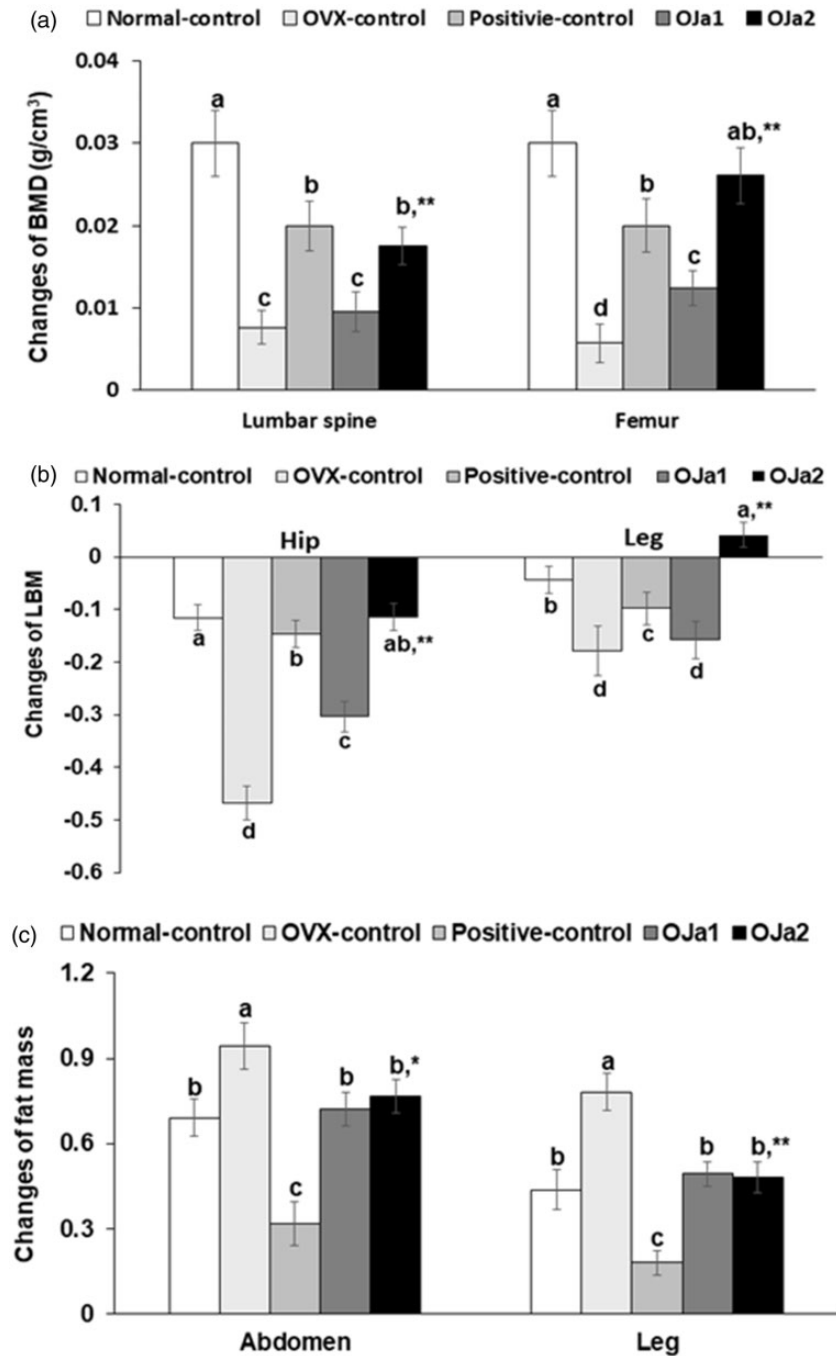 (a)
Normal-control OVX-control Positivie-control OJa1 OJa2
Changes of BMD (g/cm³)
0.04
0.03
0.02
0.01
0
a
c
b
c
b,**
a
d
b
c
ab,**
Lumbar spine Femur
(b)
Normal-control OVX-control Positive-control OJa1 OJa2
Changes of LBM
0.1
0
-0.1
-0.2
-0.3
-0.4
-0.5
-0.6
Hip Leg
a
d
b
c
ab,**
b
d
c
d
a,**
(c)
Normal-control OVX-control Positive-control OJa1 OJa2
Changes of fat mass
1.2
0.9
0.6
0.3
0
b
a
c
b
b,*
b
a
c
b
b,**
Abdomen Leg